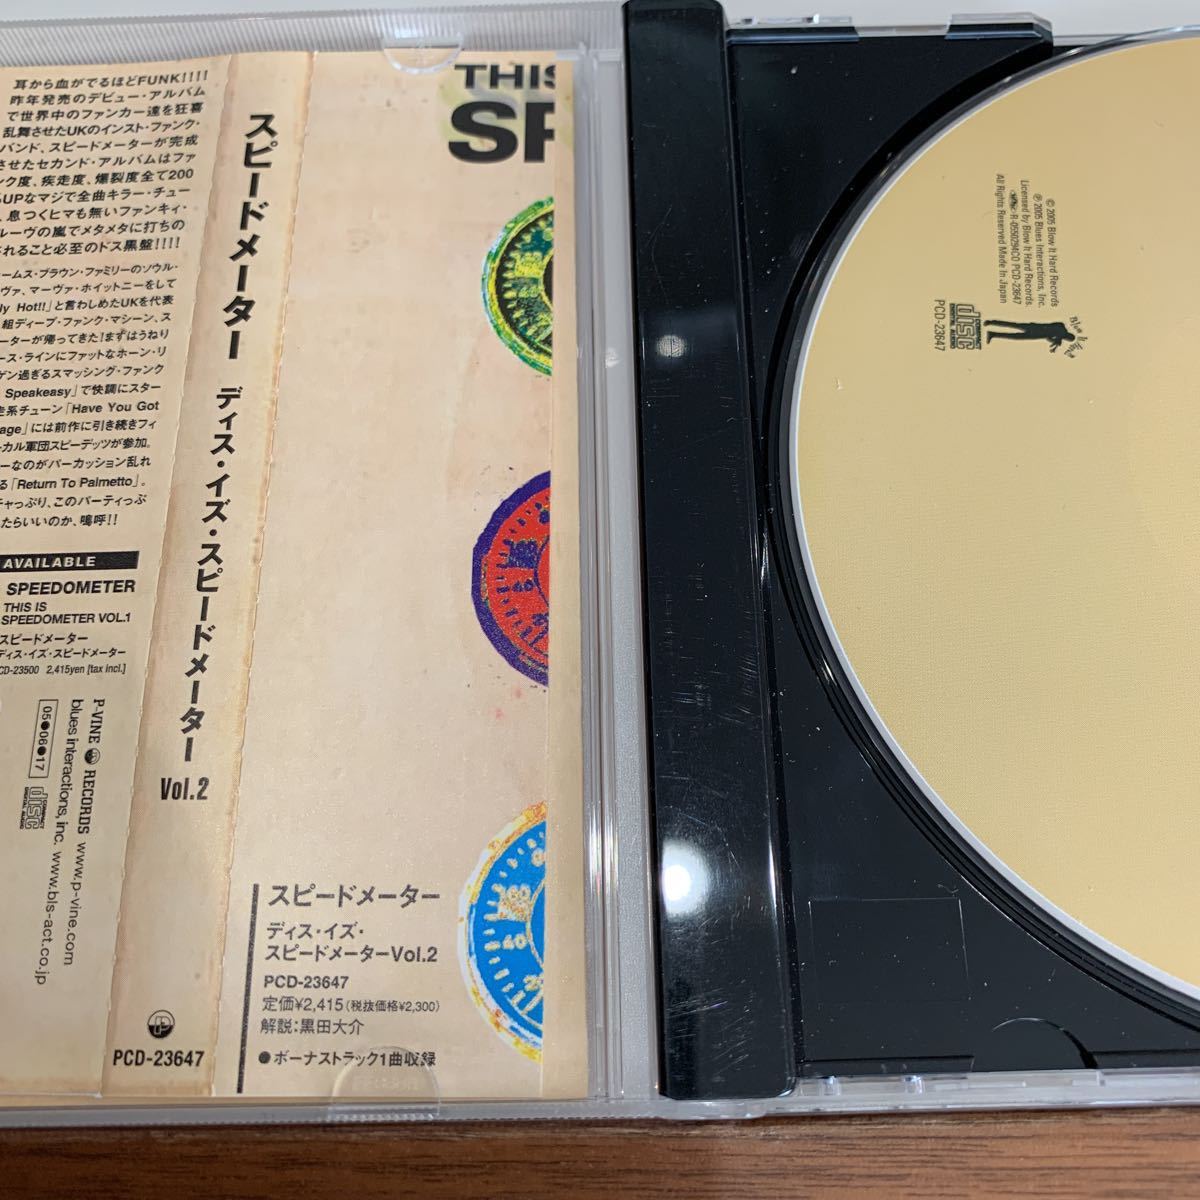 耳から血がでるほどFUNK!!!!
昨年発売のデビュー・アルバム
で世界中のファンカー達を狂喜
乱舞させたUKのインスト・ファンク・
バンド、スピードメーターが完成
させたセカンド・アルバムはファ
ンク度、疾走度、爆裂度全て200
UPなマジで全曲キラー・チュー
、息つくヒマも無いファンキィ・
ルーヴの嵐でメタメタに打ちの
されること必至のドス黒盤!!!!
ームス・ブラウン・ファミリーのソウル・
ヴァ、マーヴァ・ホイットニーをして
ly Hot!!」と言わしめたUKを代表
組ディープ・ファンク・マシーン、ス
ーターが帰ってきた!まずはうねり
ース・ラインにファットなホーン・リ
ゲン過ぎるスマッシング・ファンク
Speakeasy」で快調にスター
走系チューン「Have You Got
age」には前作に引き続きフィ
ーカル軍団スピーデッツが参加。
ーなのがパーカッション乱れ
る「Return To Palmetto」。
チャっぷり、このパーティっぷ
たらいいのか、嗚呼!!
AVAILABLE
SPEEDOMETER
THIS IS
SPEEDOMETER VOL.1
スピードメーター
ディス・イズ・スピードメーター
CD-23500 2,415yen [tax incl.]
P-VINE RECORDS www.p-vine.com
blues interactions, inc. www.bls-act.co.jp
05●06●17
COMPACT disc DIGITAL AUDIO
スピードメーター ディス・イズ・スピードメーター Vol.2
PCD-23647
THIS
SP
スピードメーター
ディス・イズ・
スピードメーターVol.2
PCD-23647
定価¥2,415(税抜価格¥2,300)
解説:黒田大介
●ボーナストラック1曲収録
© 2005 Blow It Hard Records
℗ 2005 Blues Interactions, Inc.
Licensed by Blow It Hard Records.
R-0550294CO PCD-23647
All Rights Reserved Made In Japan
Blow It Hard
COMPACT disc DIGITAL AUDIO
PCD-23647